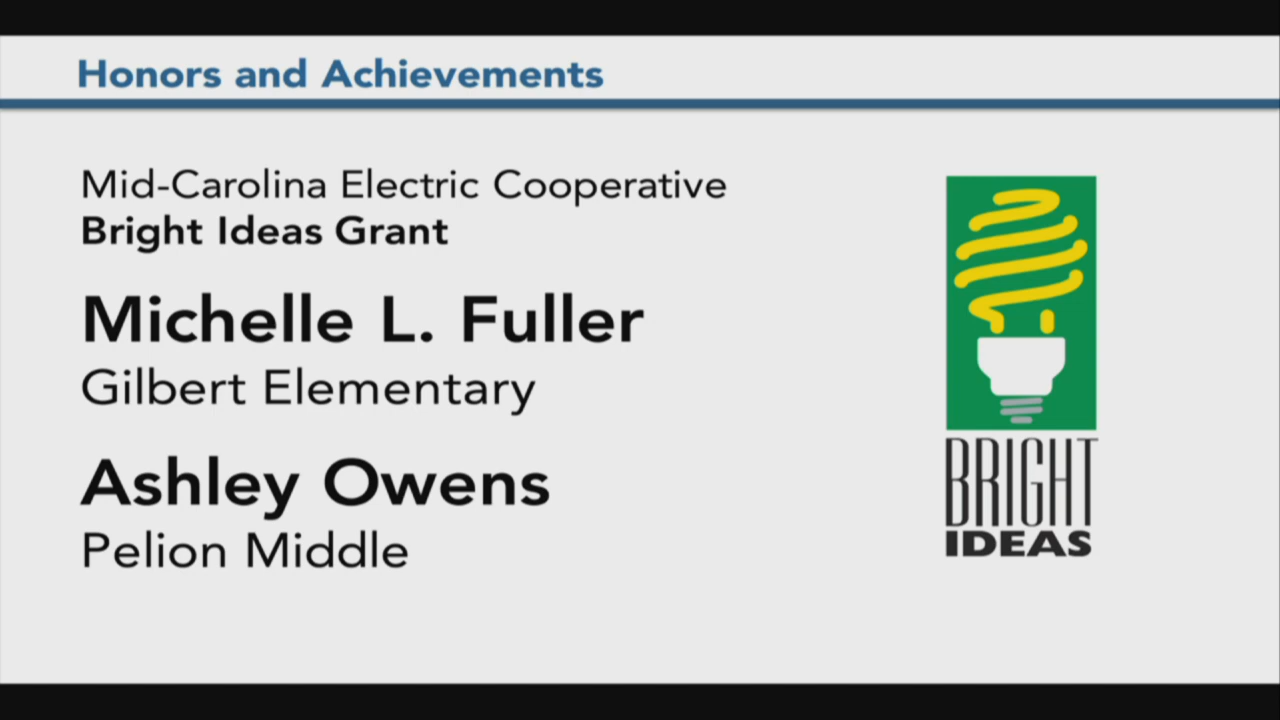 Honors and Achievements
Mid-Carolina Electric Cooperative
Bright Ideas Grant
Michelle L. Fuller
Gilbert Elementary
Ashley Owens
Pelion Middle
BRIGHT
IDEAS